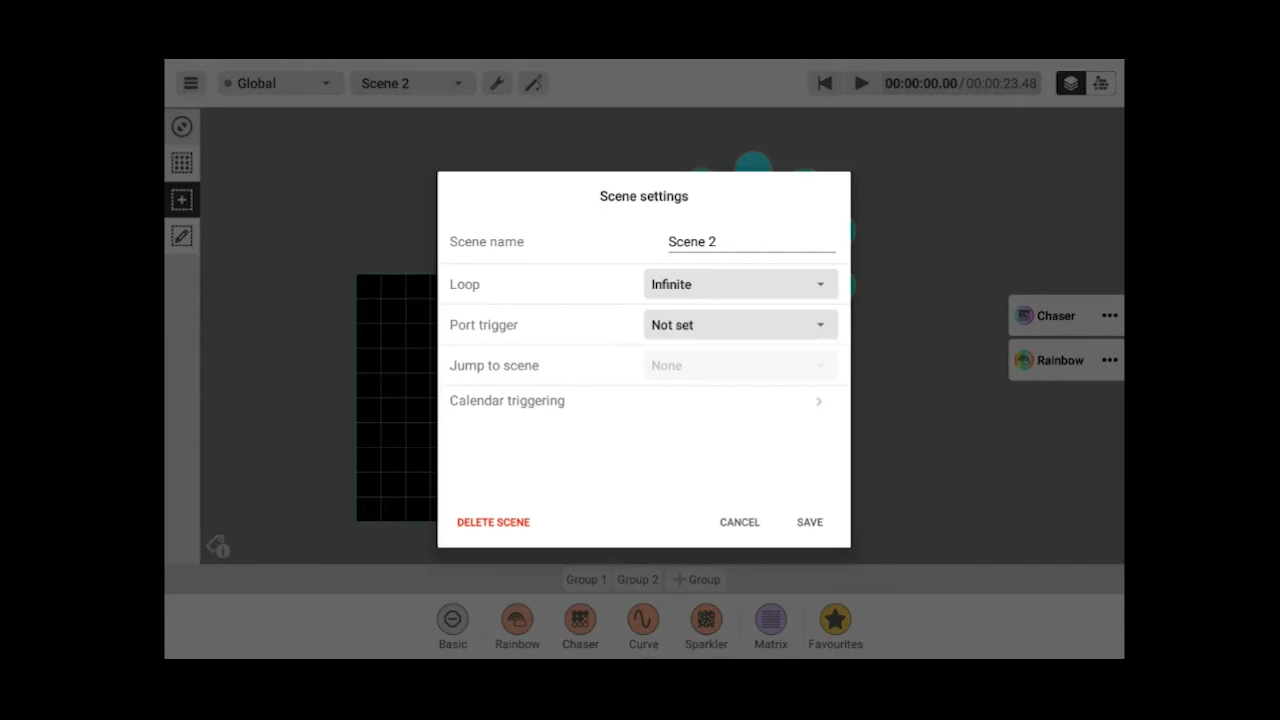 Global
Scene 2
00:00:00.00/00:00:23.48
Scene settings
Scene name
Scene 2
Loop
Infinite
Port trigger
Not set
Jump to scene
None
Calendar triggering
DELETE SCENE
CANCEL
SAVE
Chaser
Rainbow
Group 1
Group 2
+ Group
Basic
Rainbow
Chaser
Curve
Sparkler
Matrix
Favourites